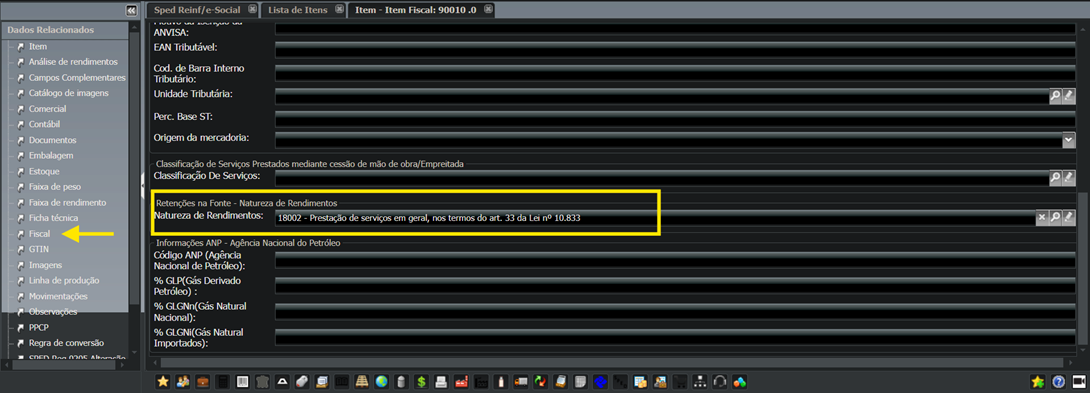 Sped Reinf/e-Social
Lista de Itens
Item - Item Fiscal: 90010 .0
Dados Relacionados
Item
Análise de rendimentos
Campos Complementares
Catálogo de imagens
Comercial
Contábil
Documentos
Embalagem
Estoque
Faixa de peso
Faixa de rendimento
Ficha técnica
Fiscal
GTIN
Imagens
Linha de produção
Movimentações
Observações
PPCP
Regra de conversão
SPED Reg 0205 Alteração
Motivo da Isenção da
ANVISA:
EAN Tributável:
Cod. de Barra Interno
Tributário:
Unidade Tributária:
Perc. Base ST:
Origem da mercadoria:
Classificação de Serviços Prestados mediante cessão de mão de obra/Empreitada
Classificação De Serviços:
Retenções na Fonte - Natureza de Rendimentos
Natureza de Rendimentos: 18002 - Prestação de serviços em geral, nos termos do art. 33 da Lei nº 10.833
Informações ANP - Agência Nacional do Petróleo
Código ANP (Agência
Nacional de Petróleo):
% GLP(Gás Derivado
Petróleo) :
% GLGNn(Gás Natural
Nacional):
% GLGNi(Gás Natural
Importados):